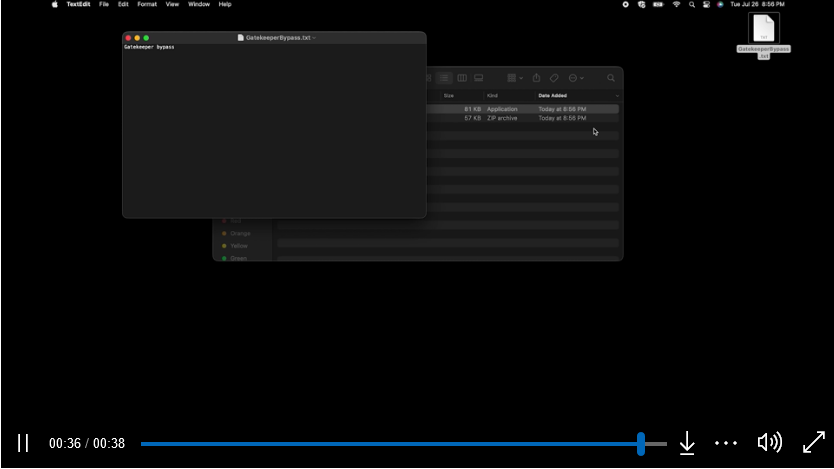 TextEdit File Edit Format View Window Help Tue Jul 26 8:56 PM
GatekeeperBypass.txt
Gatekeeper bypass
TXT
GatekeeperBypass
.txt
Size Kind Date Added
61 KB Application Today at 8:56 PM
57 KB ZIP archive Today at 8:56 PM
Red
Orange
Yellow
Green
00:36 / 00:38